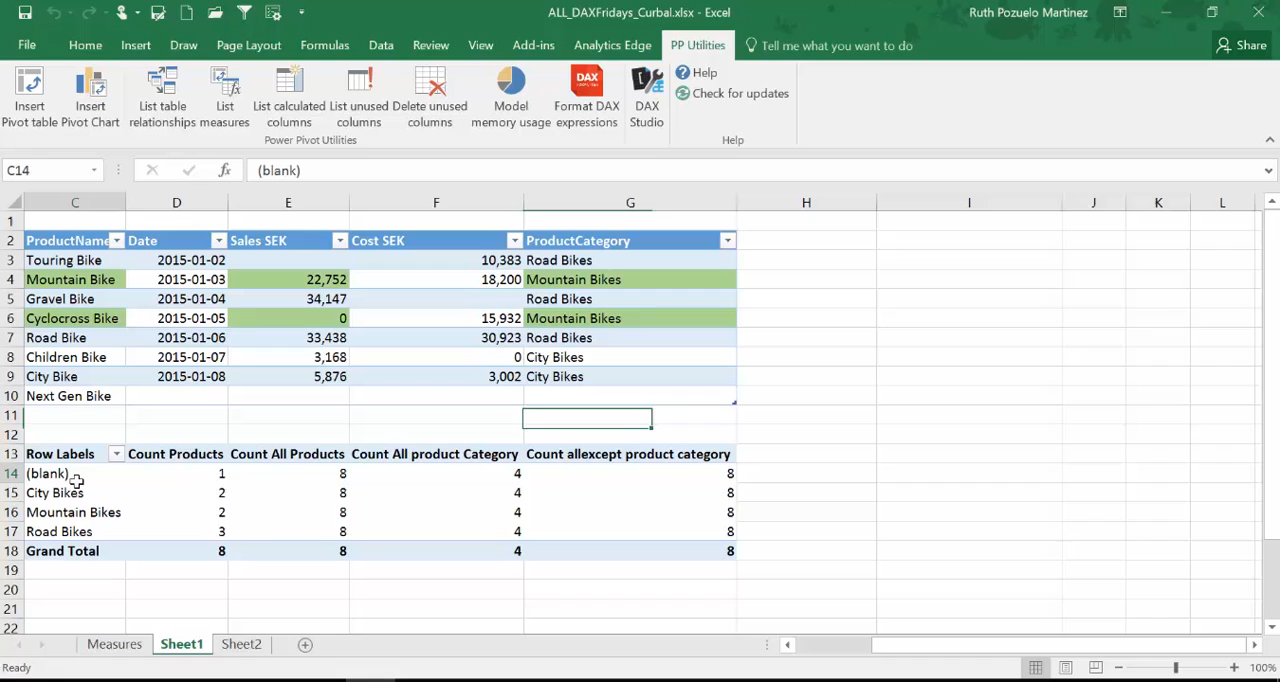 ALL_DAXFridays_Curbal.xlsx - Excel
Ruth Pozuelo Martinez
File Home Insert Draw Page Layout Formulas Data Review View Add-ins Analytics Edge PP Utilities Tell me what you want to do Share
Insert Pivot table
Insert Pivot Chart
List table relationships
List measures
List calculated columns
List unused columns
Delete unused columns
Model memory usage
Format DAX expressions
DAX Studio
DAX
Help
Check for updates
Power Pivot Utilities
Help
C14 fx (blank)
C D E F G H I J K L
1
2 ProductName Date Sales SEK Cost SEK ProductCategory
3 Touring Bike 2015-01-02 10,383 Road Bikes
4 Mountain Bike 2015-01-03 22,752 18,200 Mountain Bikes
5 Gravel Bike 2015-01-04 34,147 Road Bikes
6 Cyclocross Bike 2015-01-05 0 15,932 Mountain Bikes
7 Road Bike 2015-01-06 33,438 30,923 Road Bikes
8 Children Bike 2015-01-07 3,168 0 City Bikes
9 City Bike 2015-01-08 5,876 3,002 City Bikes
10 Next Gen Bike
11
12
13 Row Labels Count Products Count All Products Count All product Category Count allexcept product category
14 (blank) 1 8 4 8
15 City Bikes 2 8 4 8
16 Mountain Bikes 2 8 4 8
17 Road Bikes 3 8 4 8
18 Grand Total 8 8 4 8
19
20
21
22
Measures Sheet1 Sheet2
Ready
100%